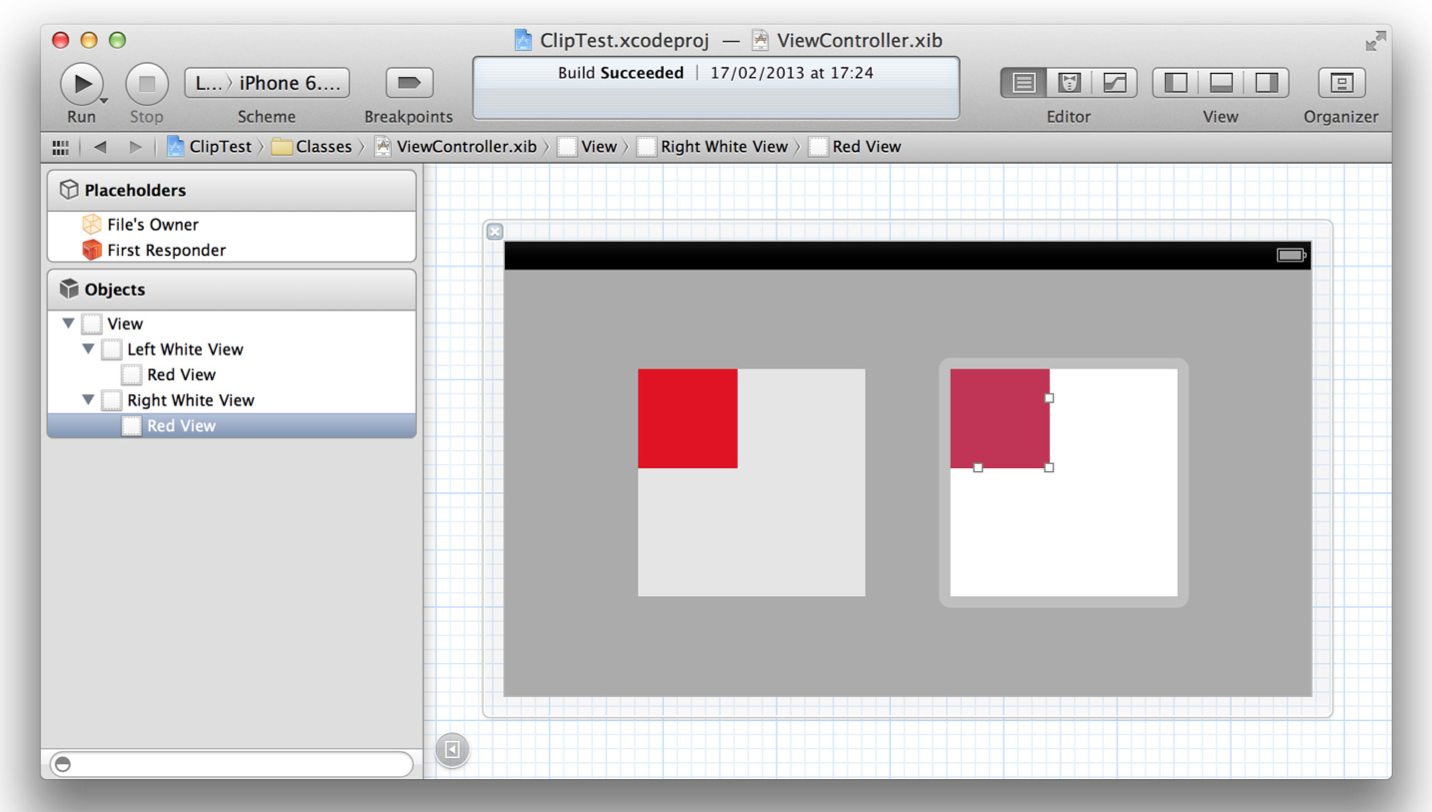 ClipTest.xcodeproj — ViewController.xib
Build Succeeded | 17/02/2013 at 17:24
L... 〉 iPhone 6....
Run Stop Scheme Breakpoints Editor View Organizer
ClipTest 〉 Classes 〉 ViewController.xib 〉 View 〉 Right White View 〉 Red View
Placeholders
File's Owner
First Responder
Objects
View
Left White View
Red View
Right White View
Red View